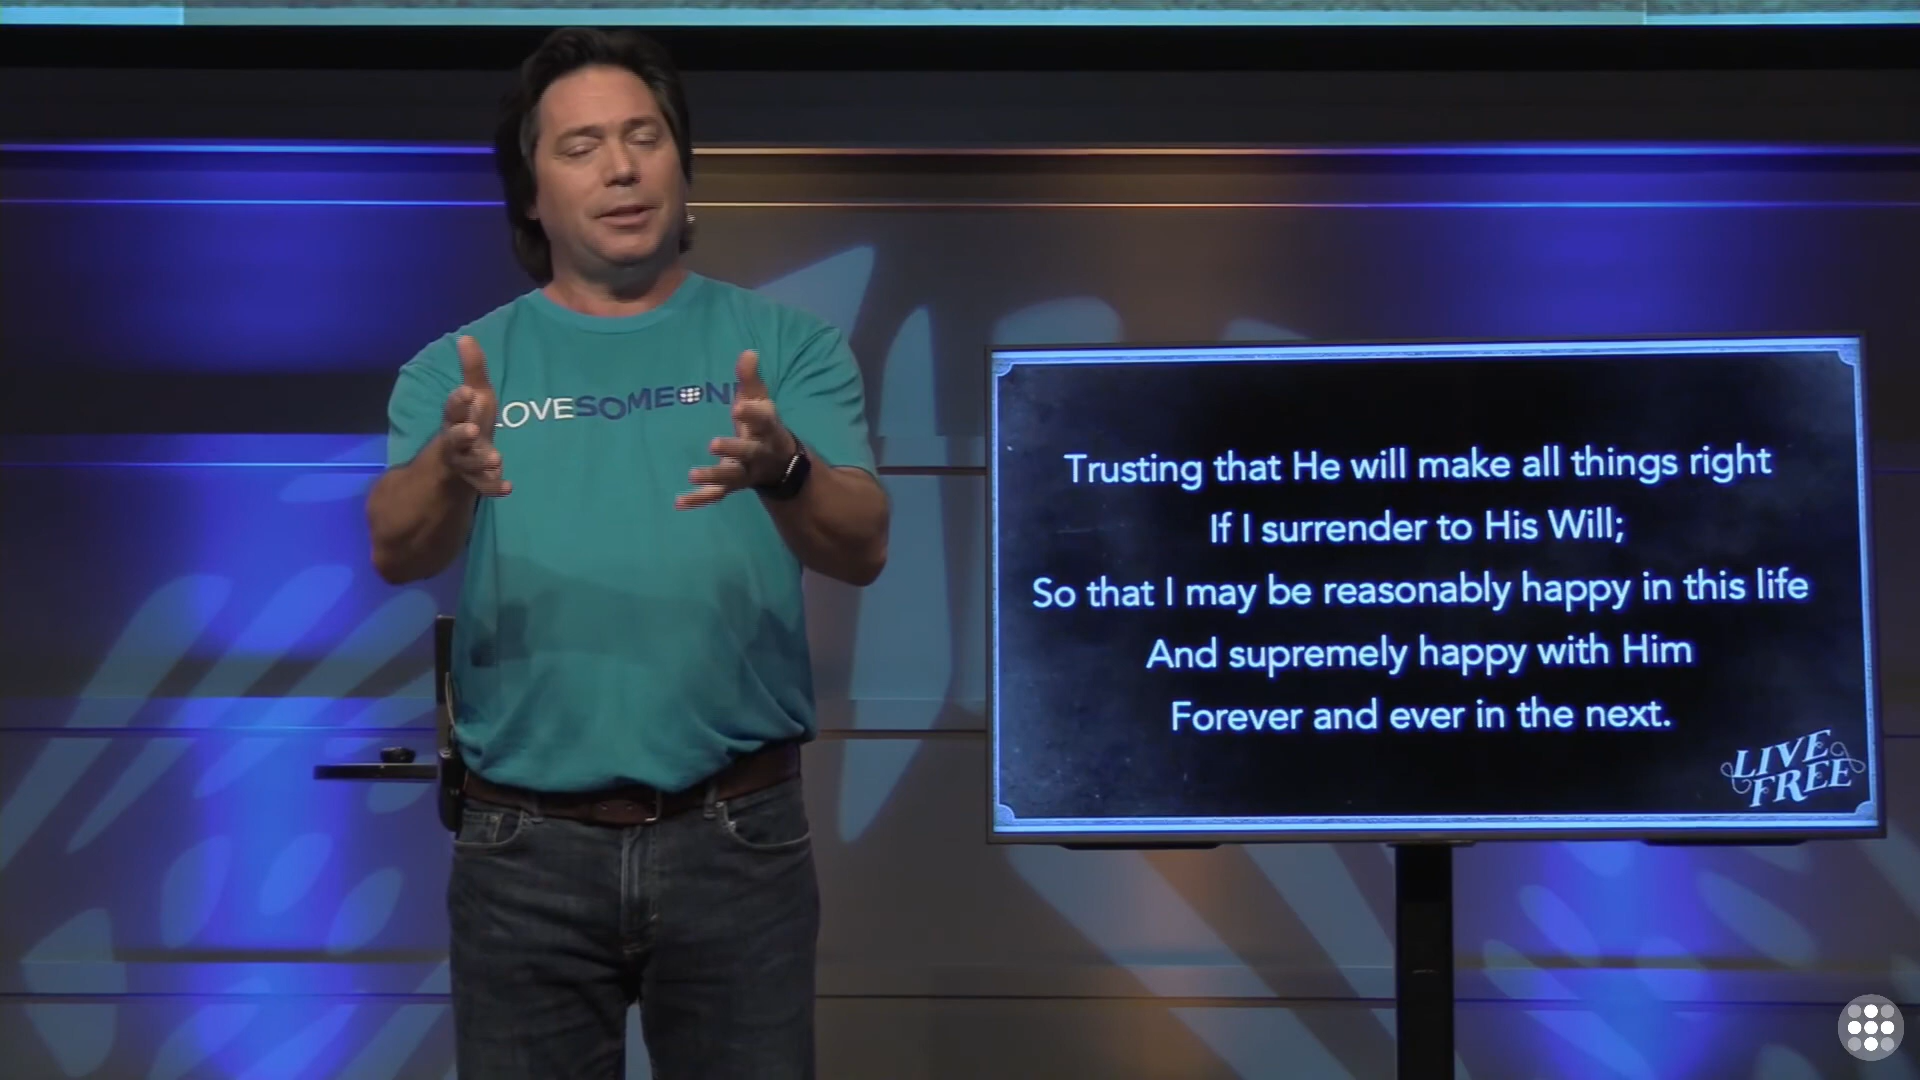 LOVESOMEONE
Trusting that He will make all things right
If I surrender to His Will;
So that I may be reasonably happy in this life
And supremely happy with Him
Forever and ever in the next.
LIVE
FREE